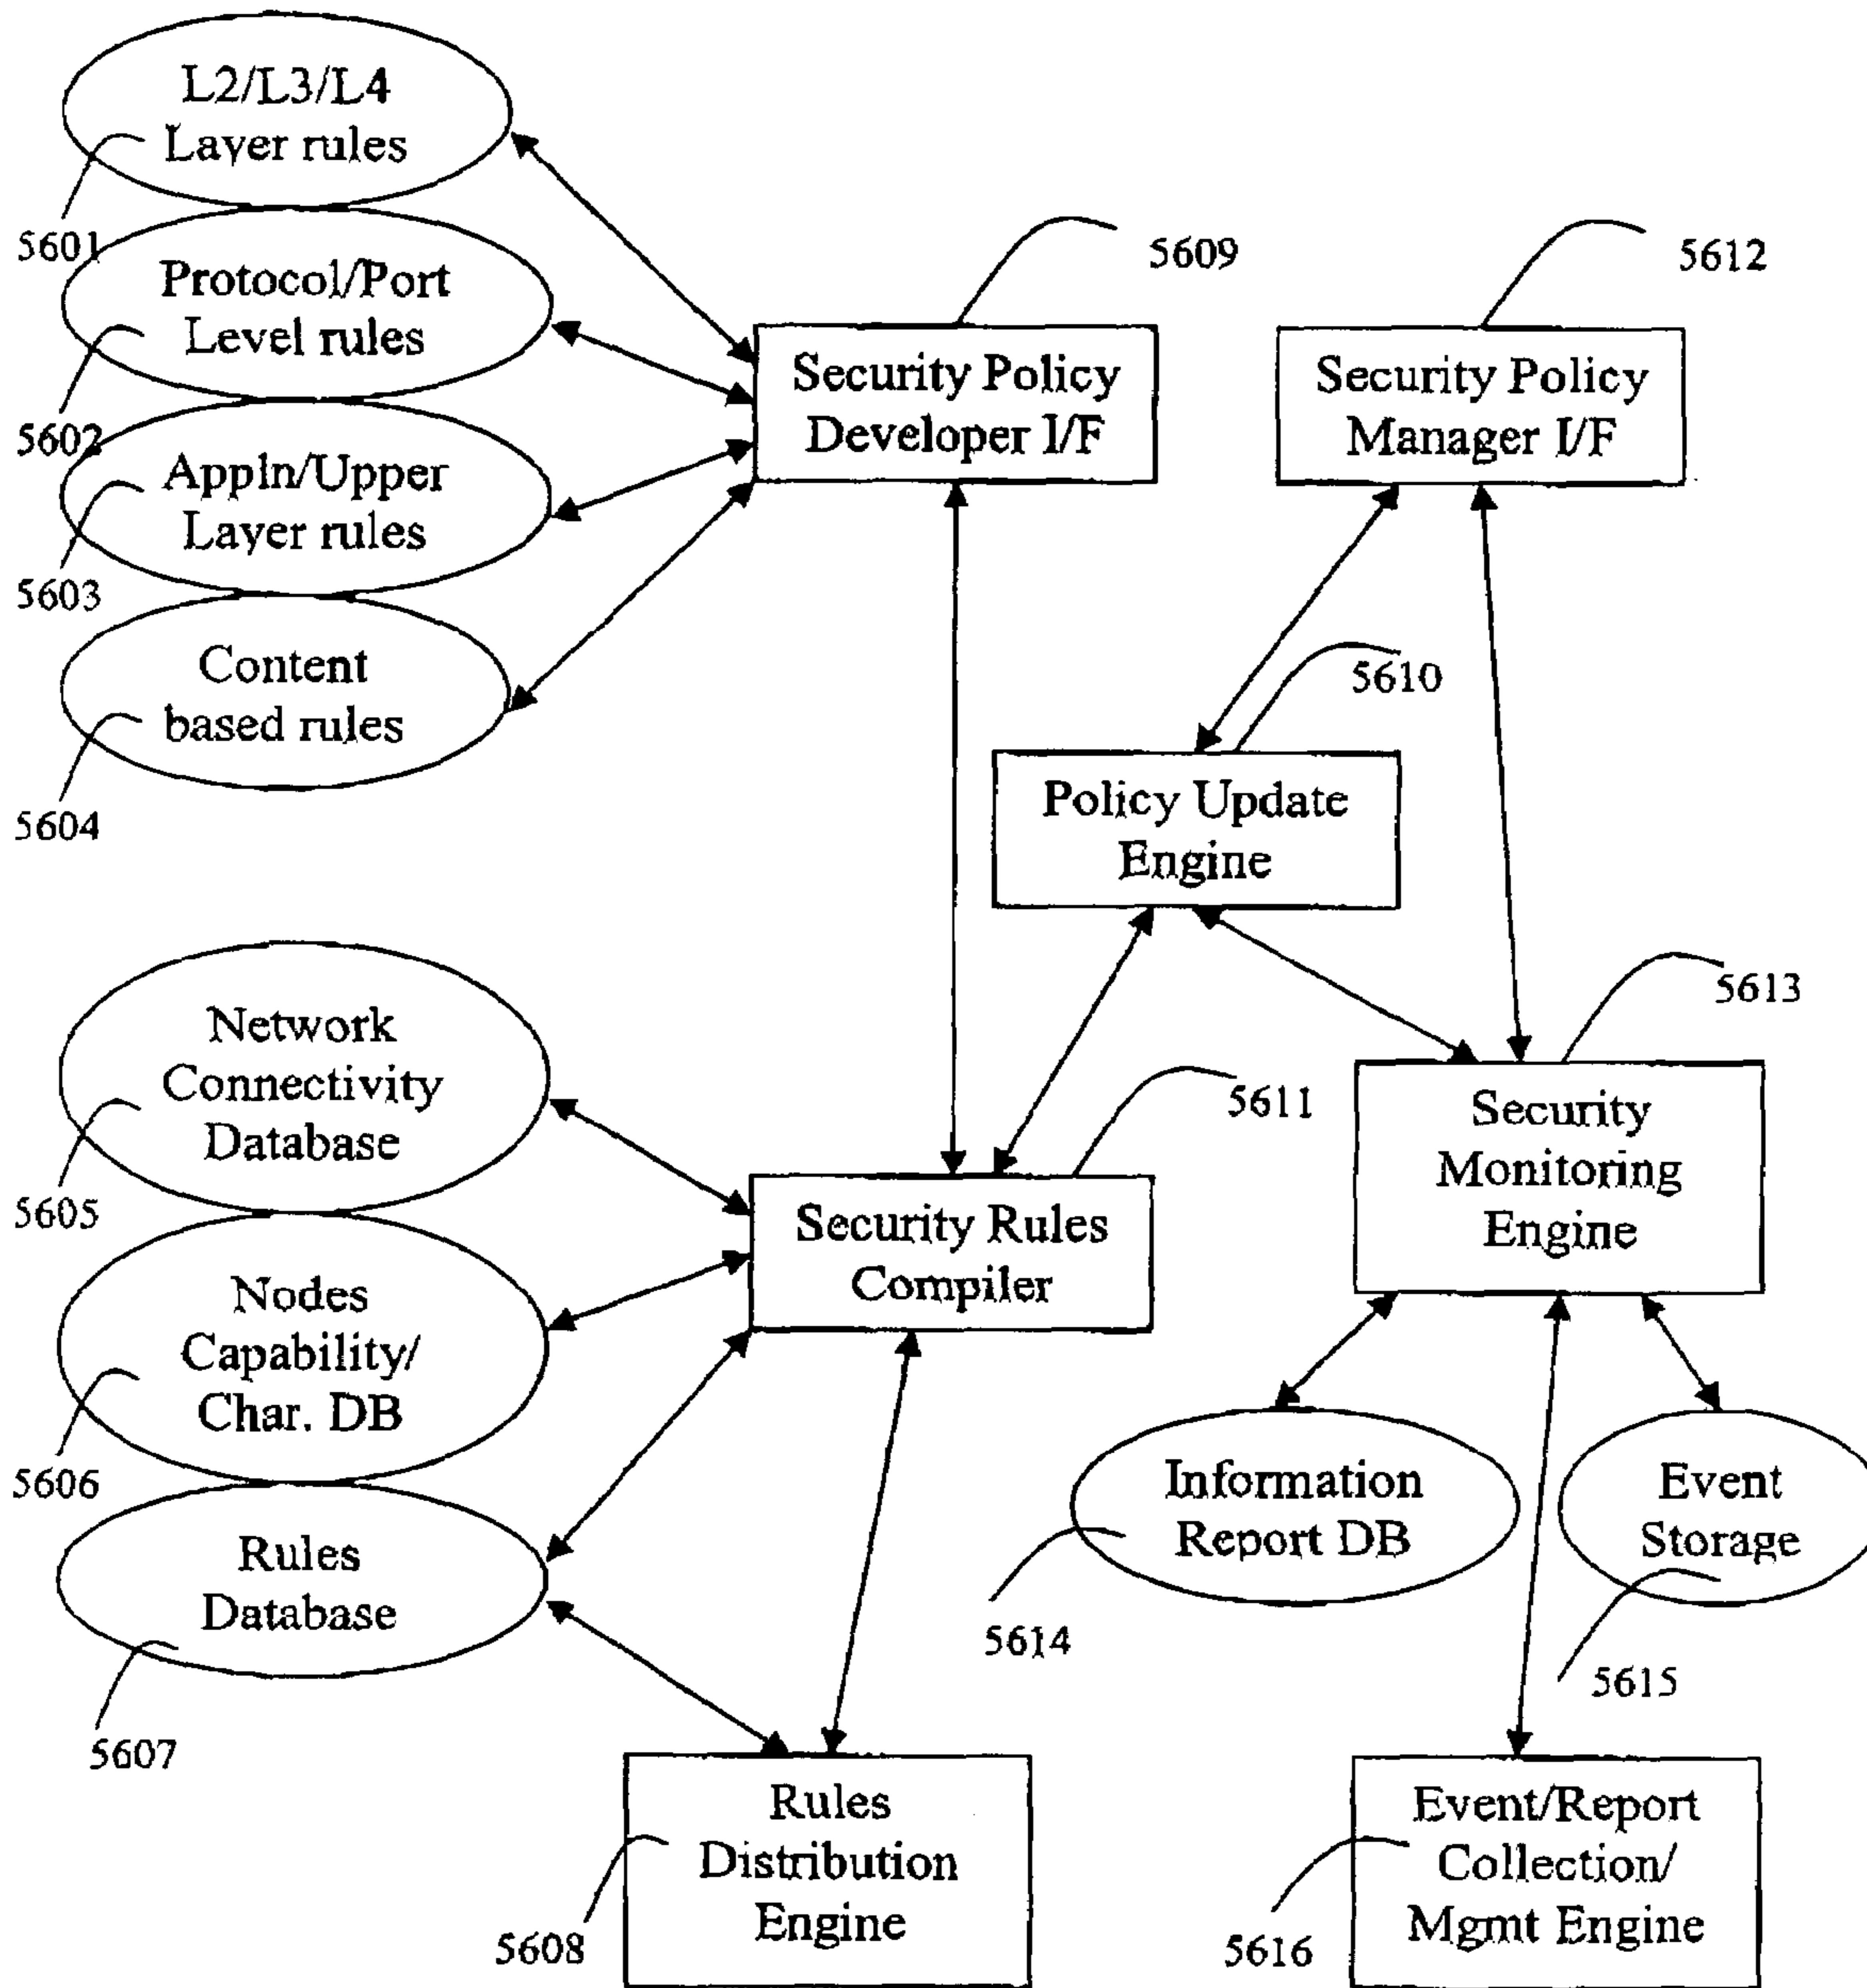 L2/L3/L4
Layer rules
5601
Protocol/Port
Level rules
5602
Appln/Upper
Layer rules
5603
Content
based rules
5604
5609
Security Policy
Developer I/F
5612
Security Policy
Manager I/F
5610
Policy Update
Engine
Network
Connectivity
Database
5605
Nodes
Capability/
Char. DB
5606
Rules
Database
5607
5611
Security Rules
Compiler
5613
Security
Monitoring
Engine
Information
Report DB
5614
Event
Storage
5615
Rules
Distribution
Engine
5608
Event/Report
Collection/
Mgmt Engine
5616